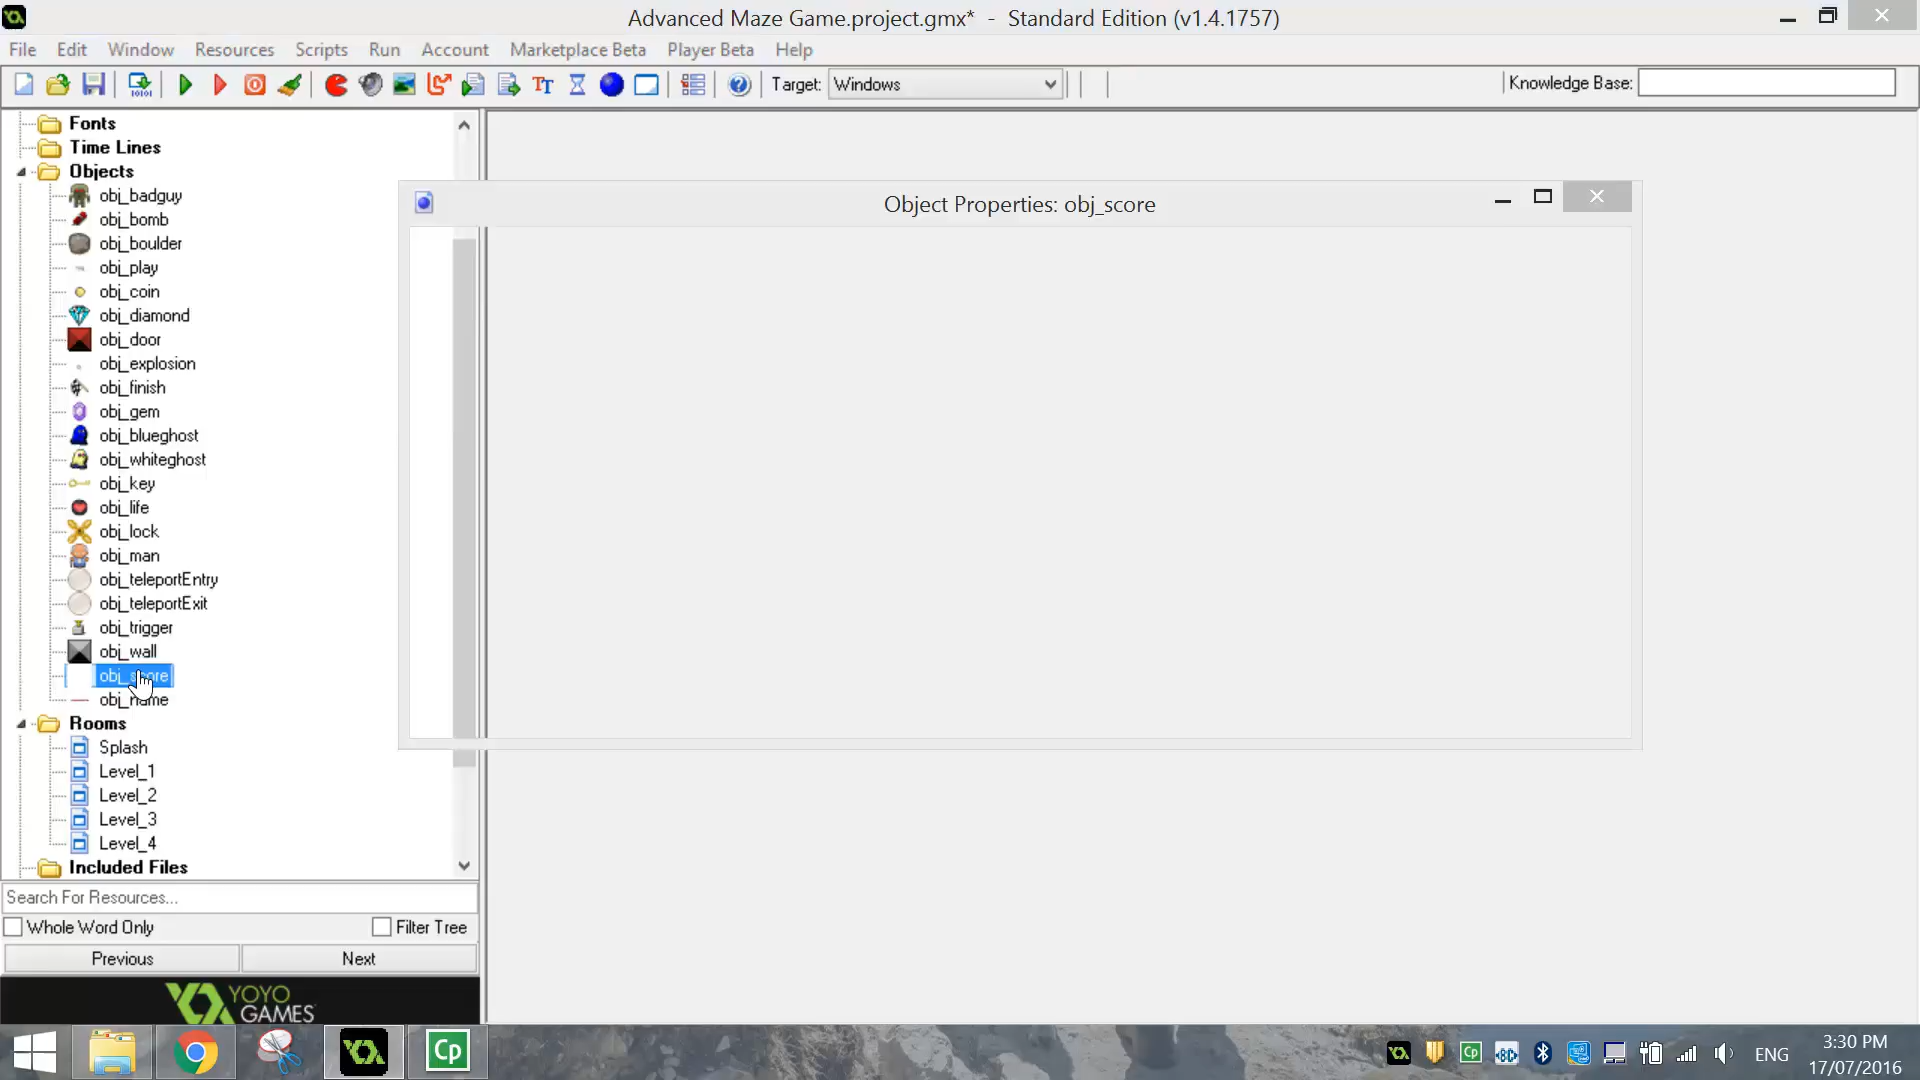 Advanced Maze Game.project.gmx* - Standard Edition (v1.4.1757)
File Edit Window Resources Scripts Run Account Marketplace Beta Player Beta Help
Target: Windows
Knowledge Base:
Fonts
Time Lines
Objects
obj_badguy
obj_bomb
obj_boulder
obj_play
obj_coin
obj_diamond
obj_door
obj_explosion
obj_finish
obj_gem
obj_blueghost
obj_whiteghost
obj_key
obj_life
obj_lock
obj_man
obj_teleportEntry
obj_teleportExit
obj_trigger
obj_wall
obj_score
obj_name
Rooms
Splash
Level_1
Level_2
Level_3
Level_4
Included Files
Object Properties: obj_score
Search For Resources...
Whole Word Only
Filter Tree
Previous
Next
YOYO
GAMES
Cp
Cp
ENG
3:30 PM
17/07/2016